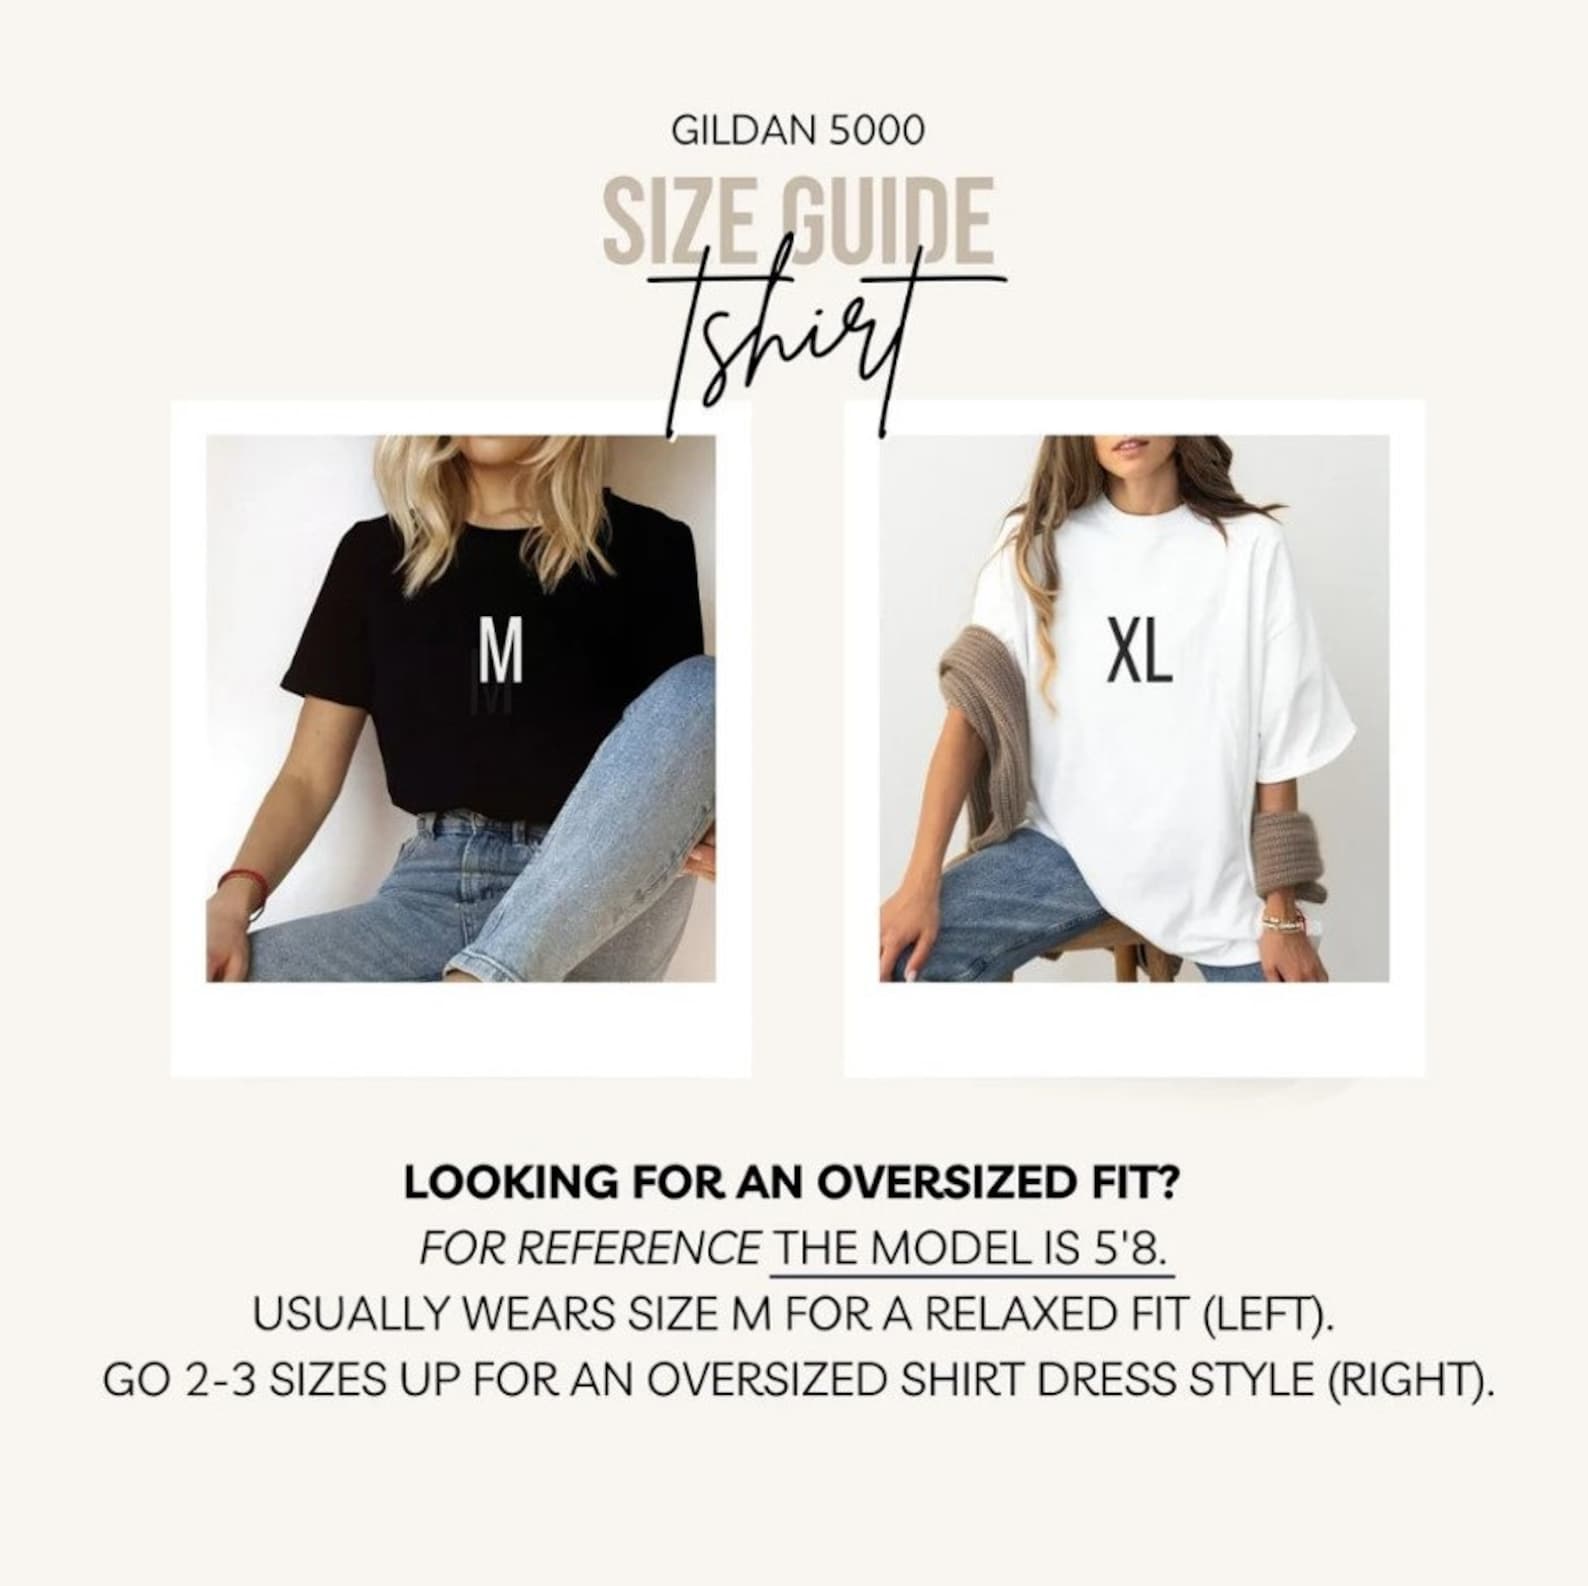 GILDAN 5000
SIZE GUIDE
tshirt
M
M
XL
LOOKING FOR AN OVERSIZED FIT?
FOR REFERENCE THE MODEL IS 5'8.
USUALLY WEARS SIZE M FOR A RELAXED FIT (LEFT).
GO 2-3 SIZES UP FOR AN OVERSIZED SHIRT DRESS STYLE (RIGHT).